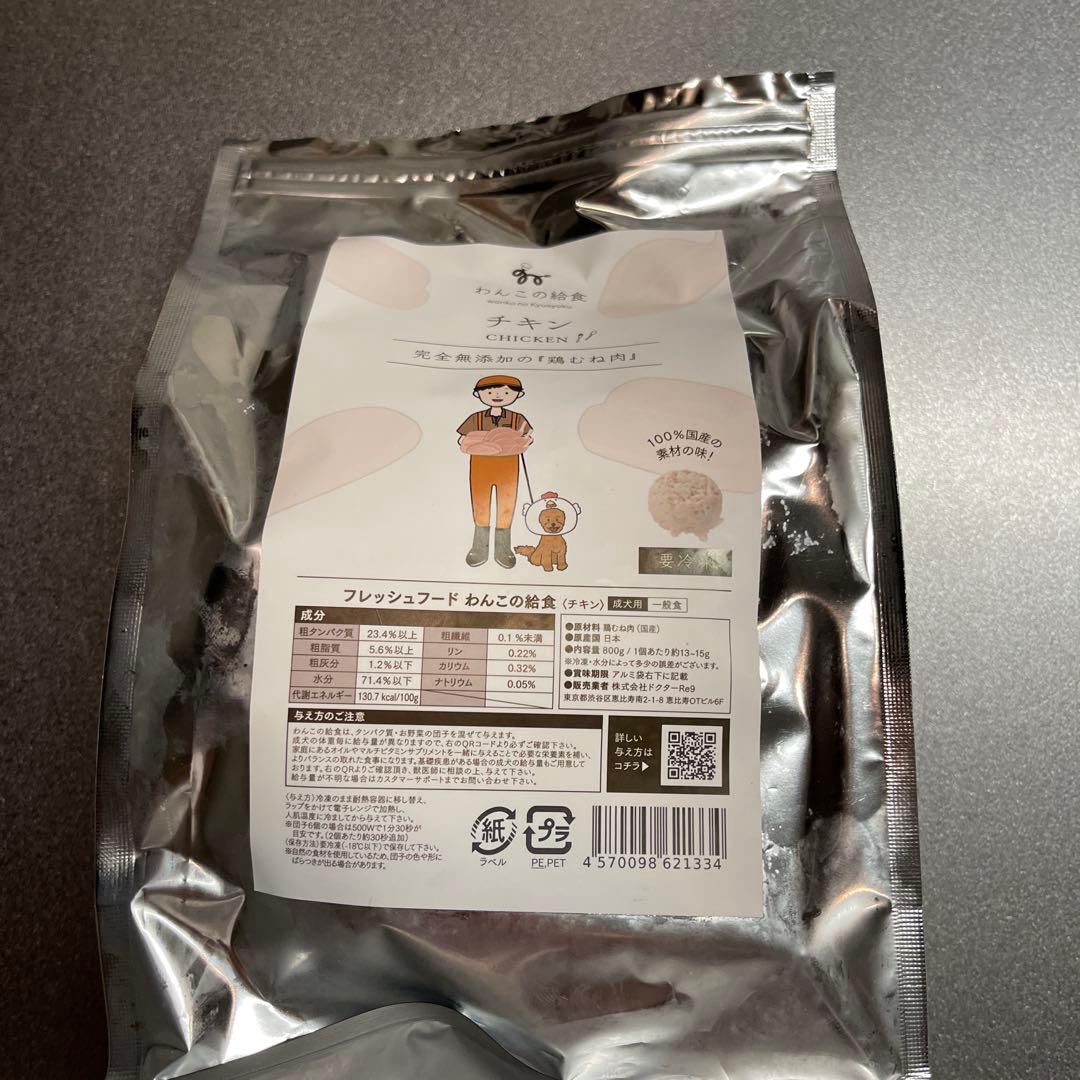 わんこの給食
wanko no Kyusyoku
チキン
CHICKEN
完全無添加の『鶏むね肉』
100%国産の
素材の味!
要冷凍
フレッシュフード わんこの給食〈チキン〉 成犬用 一般食
成分
粗タンパク質 23.4%以上 粗繊維 0.1%未満
粗脂質 5.6%以上 リン 0.22%
粗灰分 1.2%以下 カリウム 0.32%
水分 71.4%以下 ナトリウム 0.05%
代謝エネルギー 130.7 kcal/100g
●原材料 鶏むね肉(国産)
●原産国 日本
●内容量 800g / 1個あたり約13~15g
※冷凍・水分によって多少の誤差がございます。
●賞味期限 アルミ袋右下に記載
●販売業者 株式会社ドクターRe9
東京都渋谷区恵比寿南2-1-8 恵比寿OTビル6F
与え方のご注意
わんこの給食は、タンパク質・お野菜の団子を混ぜて与えます。
成犬の体重毎に給与量が異なりますので、右のQRコードより必ずご確認下さい。
家庭にあるオイルやマルチビタミンサプリメントを一緒に与えることで必要な栄養素を補い、
よりバランスの取れた食事になります。基礎疾患がある場合の成犬の給与量もご用意して
おります。右のQRよりご確認頂き、獣医師に相談の上、与えて下さい。
給与量が不明な場合はカスタマーサポートまでお問い合わせ下さい。
詳しい
与え方は
コチラ▶
〈与え方〉冷凍のまま耐熱容器に移し替え、
ラップをかけて電子レンジで加熱し、
人肌温度に冷ましてから与えて下さい。
※団子6個の場合は500Wで1分30秒が
目安です。(2個あたり約30秒追加)
〈保存方法〉要冷凍(-18℃以下)で保存して下さい。
※自然の食材を使用しているため、団子の色や形に
ばらつきが出る場合があります。
紙
ラベル
プラ
PE,PET
4 570098 621334